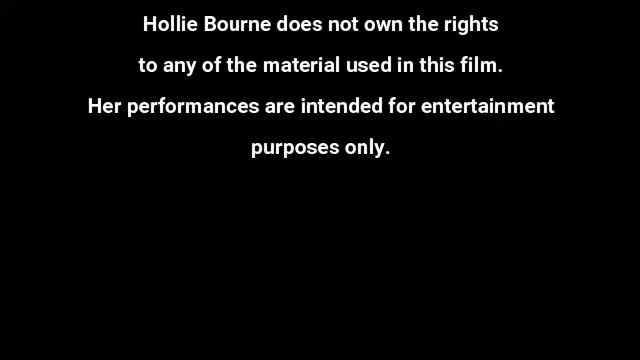 Hollie Bourne does not own the rights
to any of the material used in this film.
Her performances are intended for entertainment
purposes only.